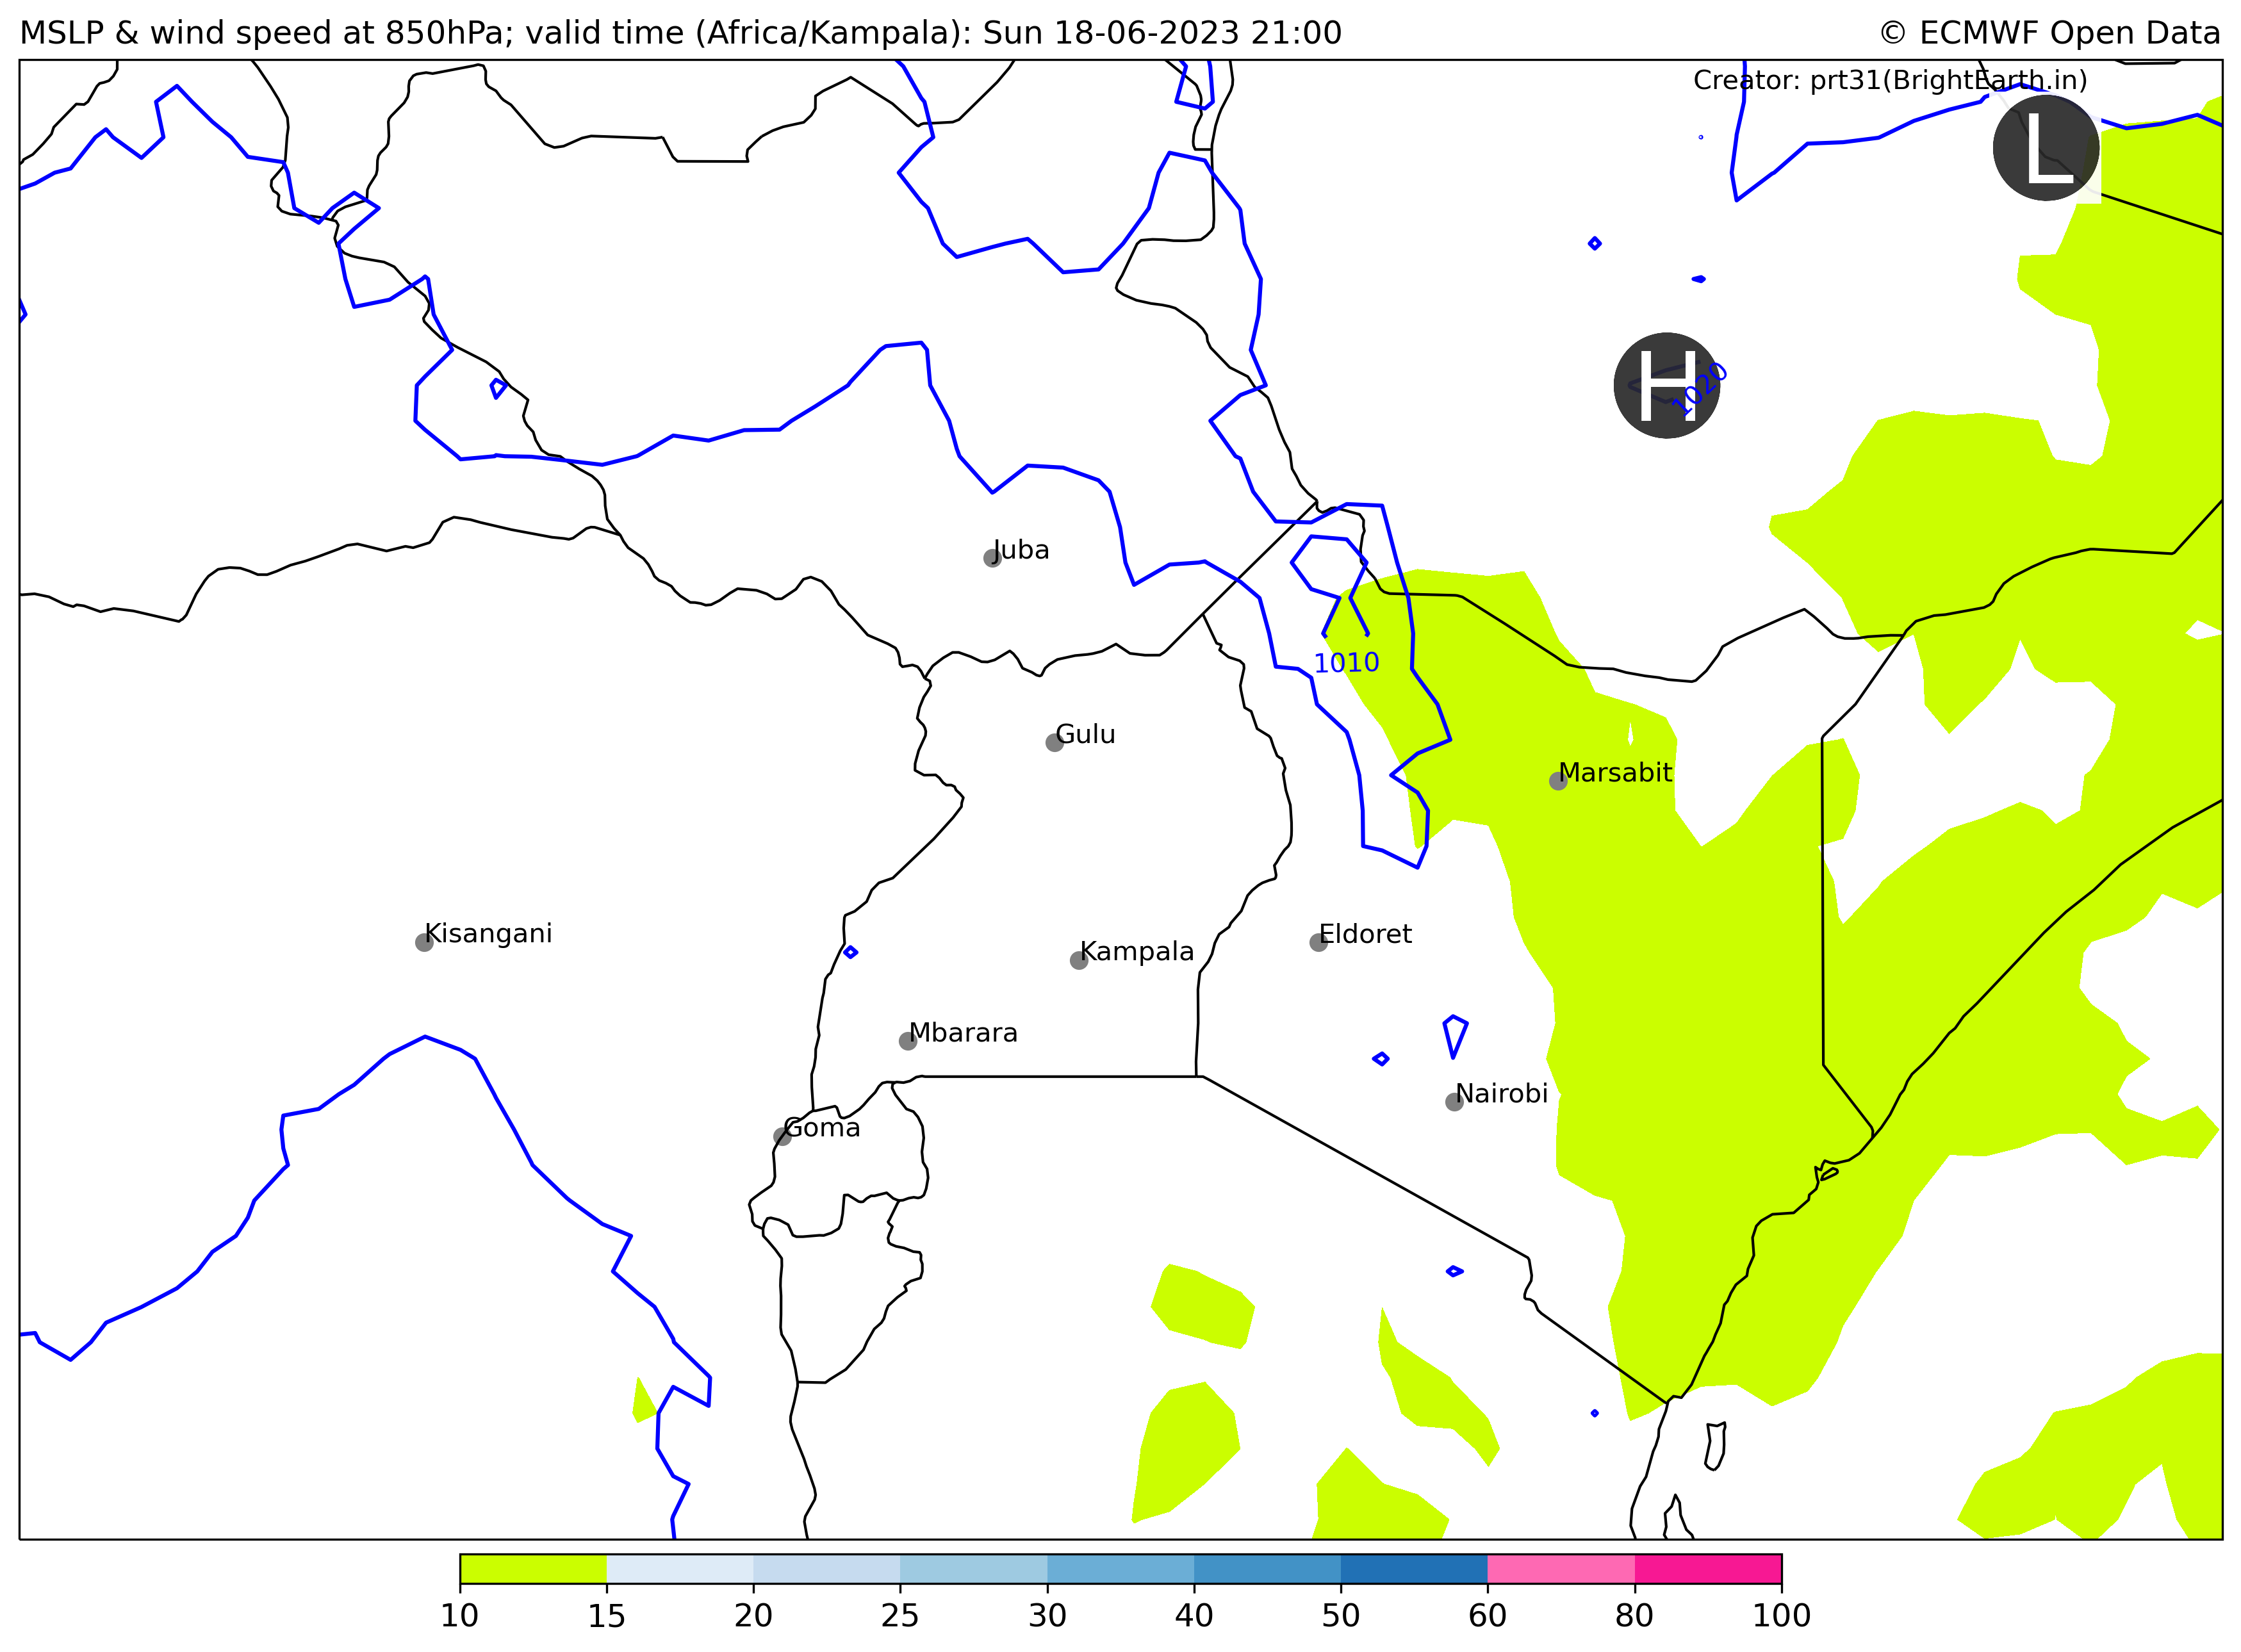 MSLP & wind speed at 850hPa; valid time (Africa/Kampala): Sun 18-06-2023 21:00
© ECMWF Open Data
Creator: prt31(BrightEarth.in)
L
H
1020
Juba
1010
Gulu
Marsabit
Kisangani
Eldoret
Kampala
Mbarara
Nairobi
Goma
10 15 20 25 30 40 50 60 80 100